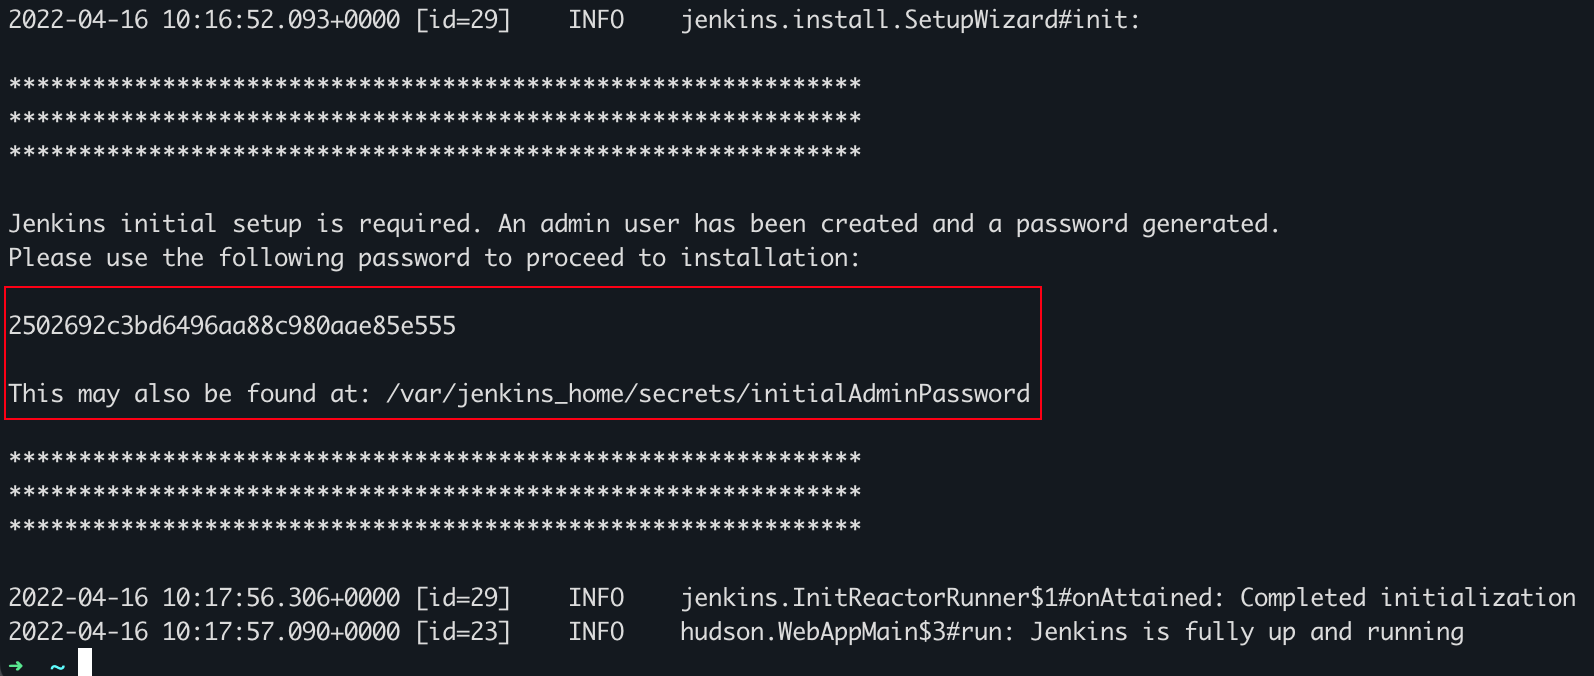 2022-04-16 10:16:52.093+0000 [id=29]    INFO    jenkins.install.SetupWizard#init:
*************************************************************
*************************************************************
*************************************************************
Jenkins initial setup is required. An admin user has been created and a password generated.
Please use the following password to proceed to installation:
2502692c3bd6496aa88c980aae85e555
This may also be found at: /var/jenkins_home/secrets/initialAdminPassword
*************************************************************
*************************************************************
*************************************************************
2022-04-16 10:17:56.306+0000 [id=29]    INFO    jenkins.InitReactorRunner$1#onAttained: Completed initialization
2022-04-16 10:17:57.090+0000 [id=23]    INFO    hudson.WebAppMain$3#run: Jenkins is fully up and running
➜  ~